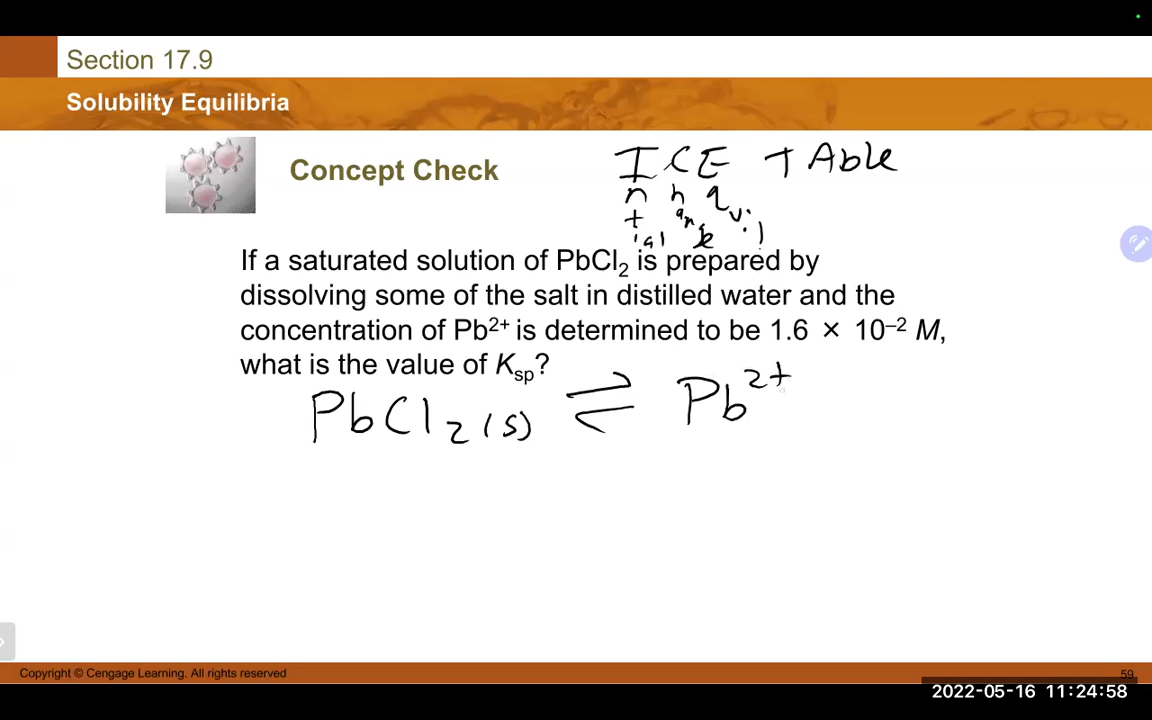 Section 17.9
Solubility Equilibria
Concept Check
ICE TAble
n h q
t an vi
ial g l
If a saturated solution of PbCl₂ is prepared by
dissolving some of the salt in distilled water and the
concentration of Pb²⁺ is determined to be 1.6 × 10⁻² M,
what is the value of Ksp?
PbCl₂(s) ⇌ Pb²⁺
Copyright © Cengage Learning. All rights reserved
59
2022-05-16 11:24:58